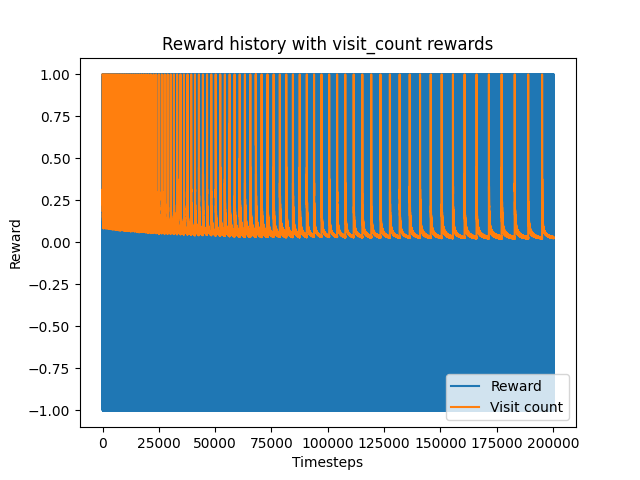 Reward history with visit_count rewards
Reward
1.00
0.75
0.50
0.25
0.00
−0.25
−0.50
−0.75
−1.00
Reward
Visit count
0 25000 50000 75000 100000 125000 150000 175000 200000
Timesteps